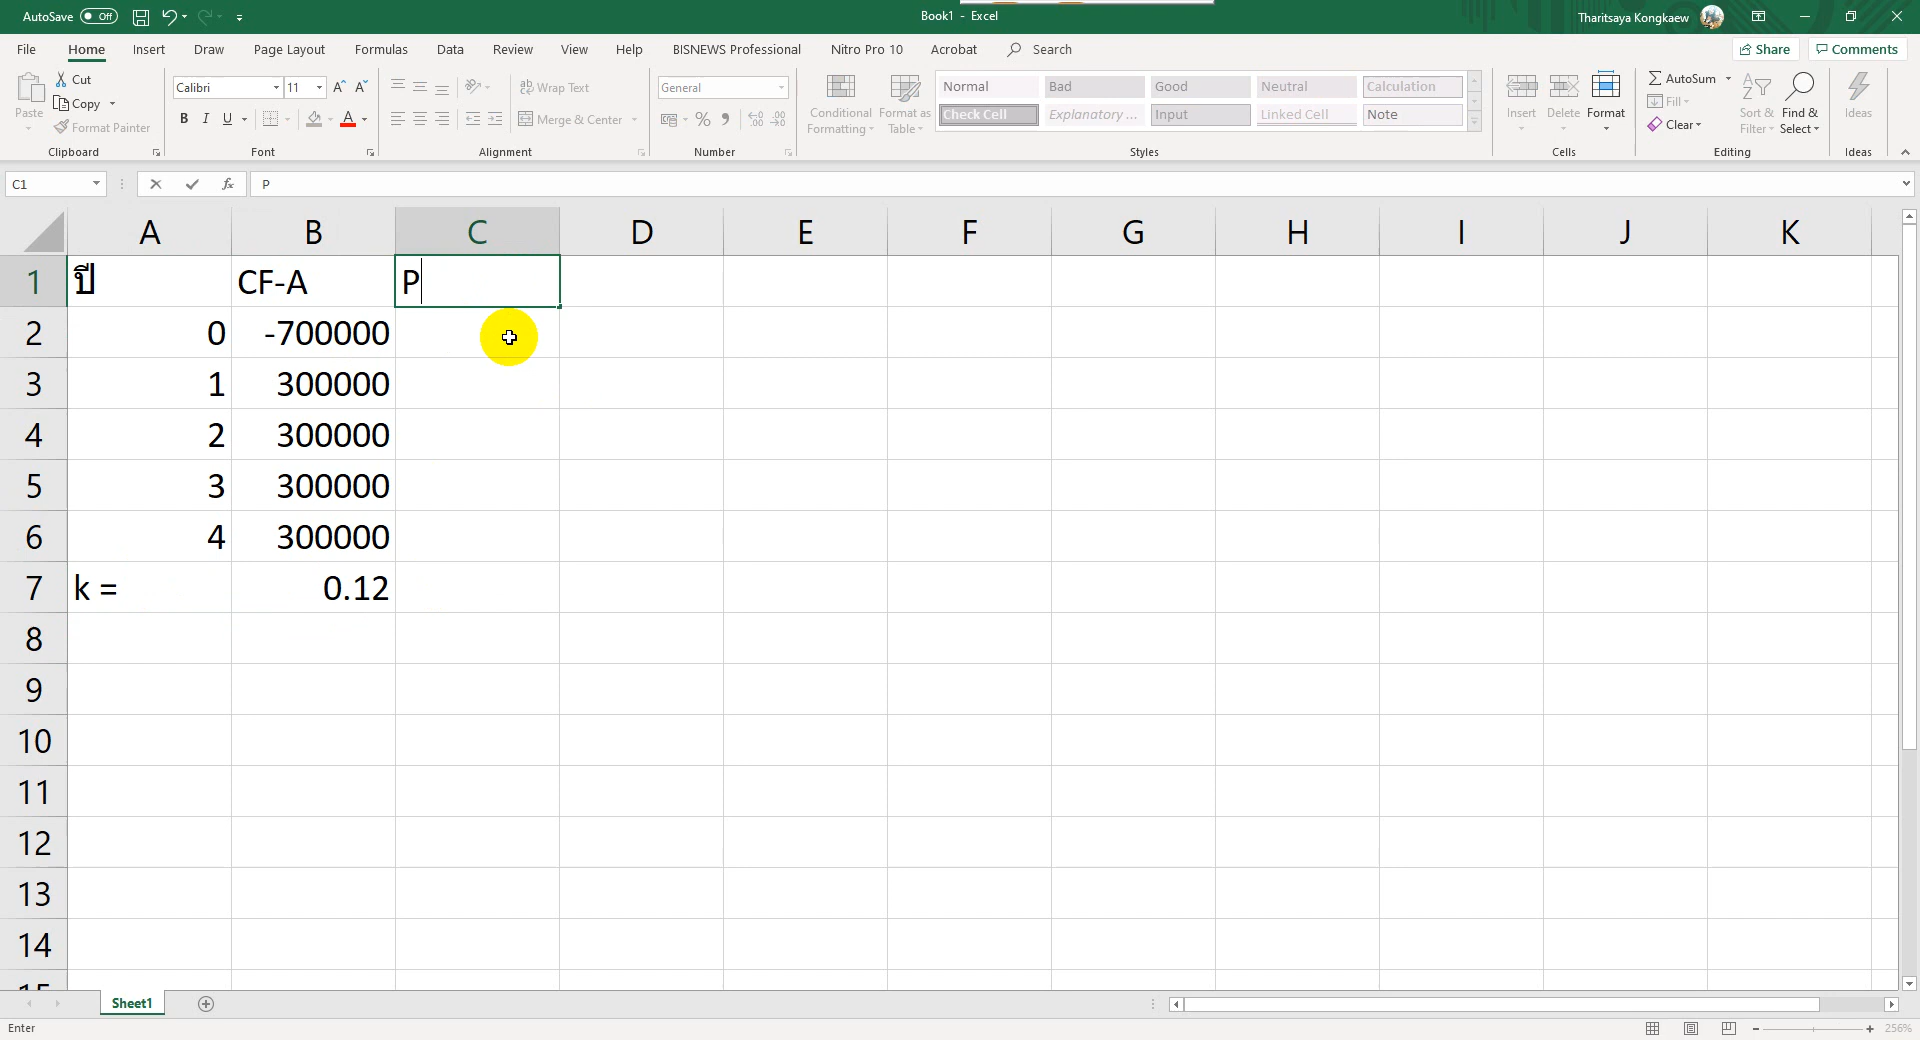 AutoSave Off
Book1 - Excel
Tharitsaya Kongkaew
File Home Insert Draw Page Layout Formulas Data Review View Help BISNEWS Professional Nitro Pro 10 Acrobat Search
Share Comments
Paste
Cut
Copy
Format Painter
Clipboard
Calibri 11
B I U
Font
Wrap Text
Merge & Center
Alignment
General
Number
Conditional Formatting
Format as Table
Normal Bad Good Neutral Calculation
Check Cell Explanatory ... Input Linked Cell Note
Styles
Insert Delete Format
Cells
AutoSum
Fill
Clear
Sort & Filter
Find & Select
Editing
Ideas
Ideas
C1 fx P
A B C D E F G H I J K
1 ปี CF-A P
2 0 -700000
3 1 300000
4 2 300000
5 3 300000
6 4 300000
7 k = 0.12
8
9
10
11
12
13
14
15
Sheet1
Enter
256%